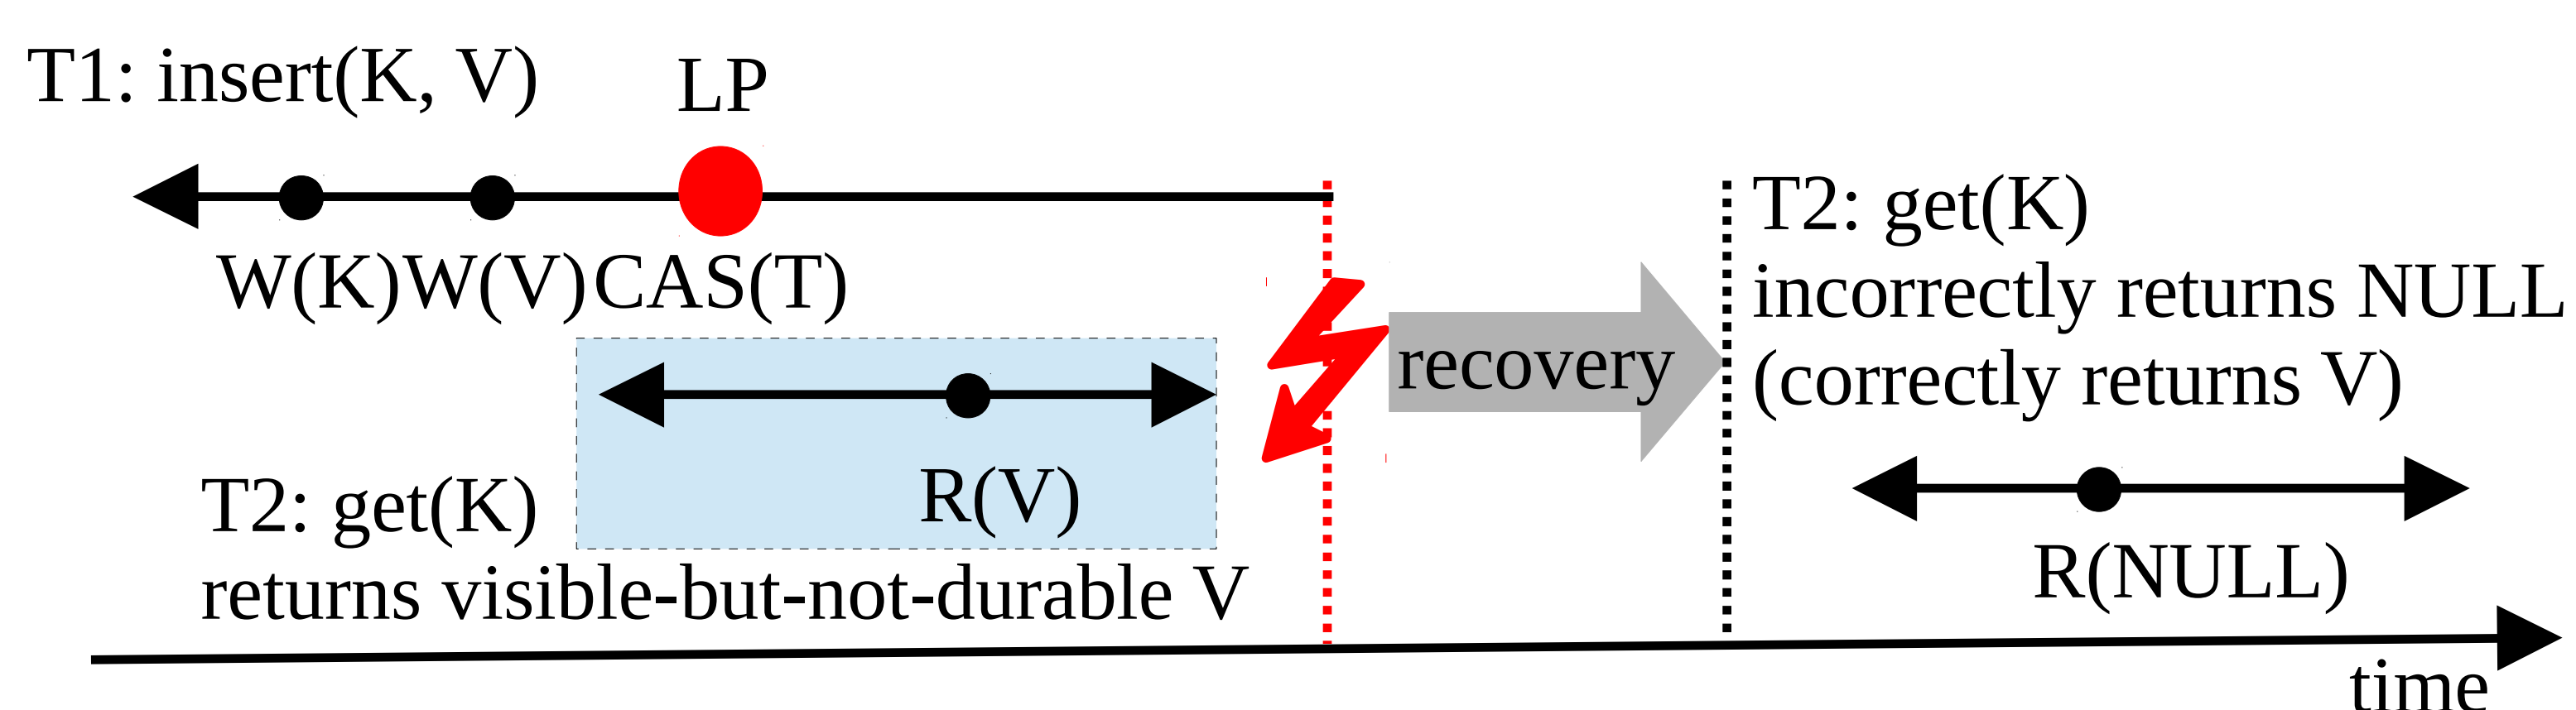 T1: insert(K, V)
LP
W(K) W(V) CAS(T)
R(V)
T2: get(K)
returns visible-but-not-durable V
recovery
T2: get(K)
incorrectly returns NULL
(correctly returns V)
R(NULL)
time